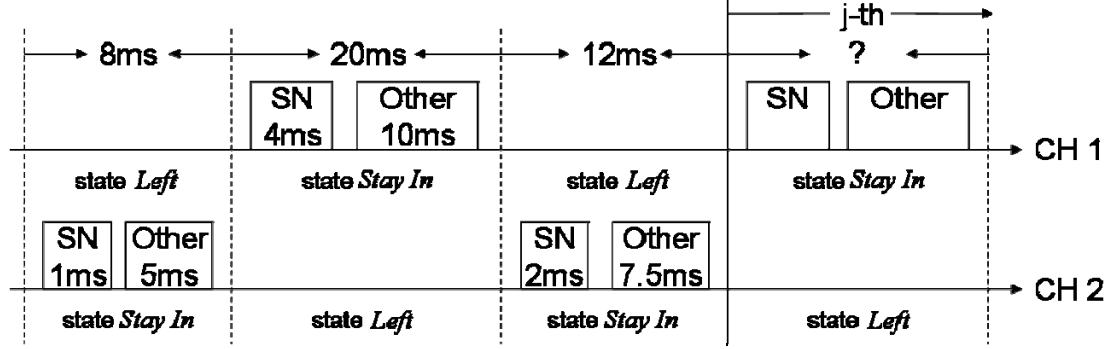 j-th
8ms 20ms 12ms ?
SN Other SN Other
4ms 10ms
CH 1
state Left state Stay In state Left state Stay In
SN Other SN Other
1ms 5ms 2ms 7.5ms
CH 2
state Stay In state Left state Stay In state Left